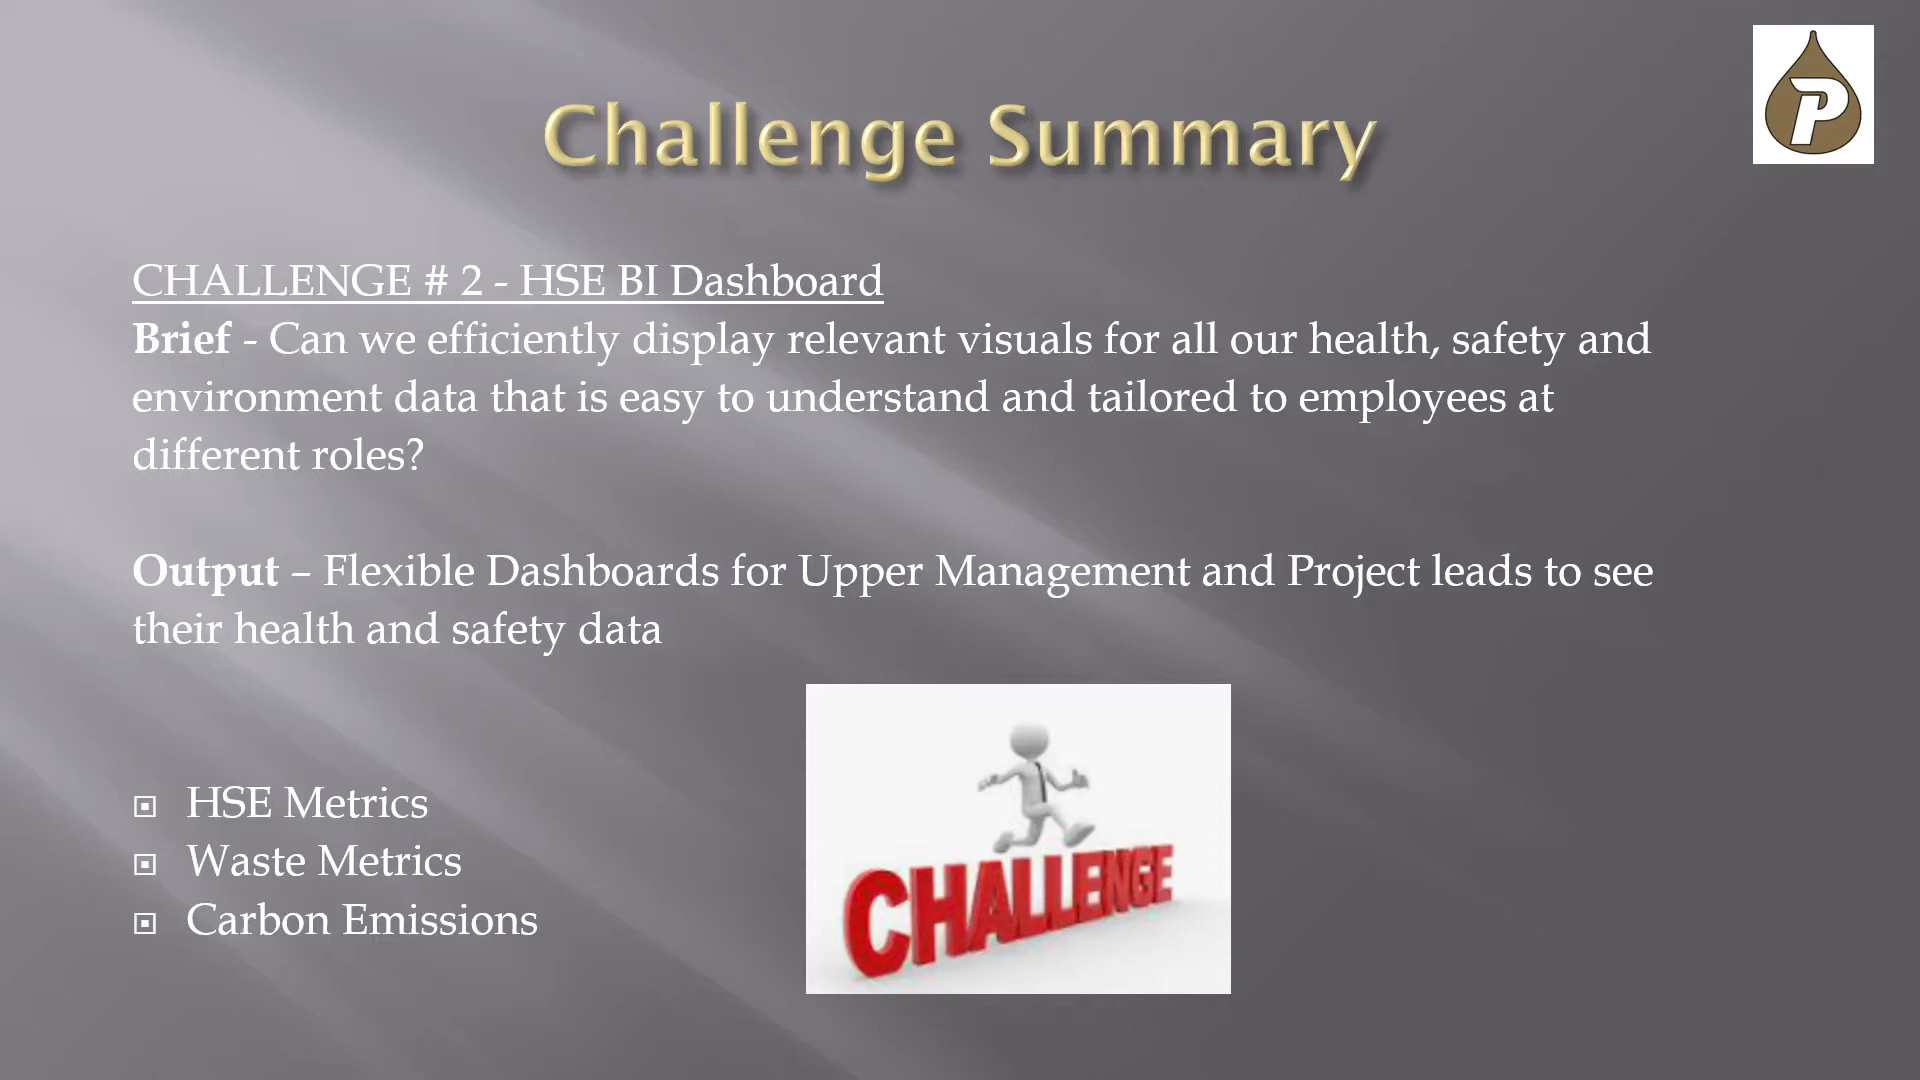 Challenge Summary
P
CHALLENGE # 2 - HSE BI Dashboard
Brief - Can we efficiently display relevant visuals for all our health, safety and
environment data that is easy to understand and tailored to employees at
different roles?
Output – Flexible Dashboards for Upper Management and Project leads to see
their health and safety data
HSE Metrics
Waste Metrics
Carbon Emissions
CHALLENGE